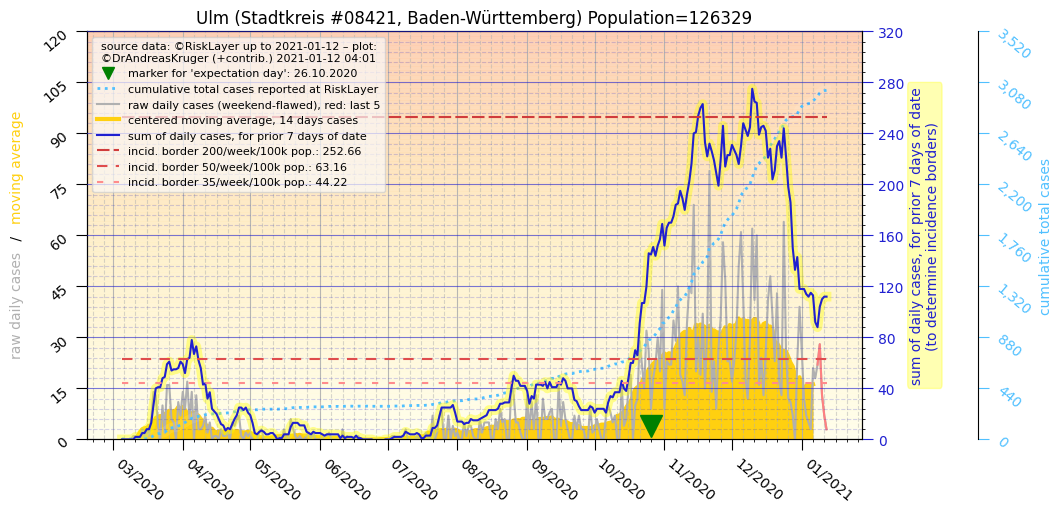 Ulm (Stadtkreis #08421, Baden-Württemberg) Population=126329
source data: ©RiskLayer up to 2021-01-12 – plot:
©DrAndreasKruger (+contrib.) 2021-01-12 04:01
marker for 'expectation day': 26.10.2020
cumulative total cases reported at RiskLayer
raw daily cases (weekend-flawed), red: last 5
centered moving average, 14 days cases
sum of daily cases, for prior 7 days of date
incid. border 200/week/100k pop.: 252.66
incid. border 50/week/100k pop.: 63.16
incid. border 35/week/100k pop.: 44.22
raw daily cases / moving average
120
105
90
75
60
45
30
15
0
03/2020
04/2020
05/2020
06/2020
07/2020
08/2020
09/2020
10/2020
11/2020
12/2020
01/2021
320
280
240
200
160
120
80
40
0
sum of daily cases, for prior 7 days of date
(to determine incidence borders)
3,520
3,080
2,640
2,200
1,760
1,320
880
440
0
cumulative total cases